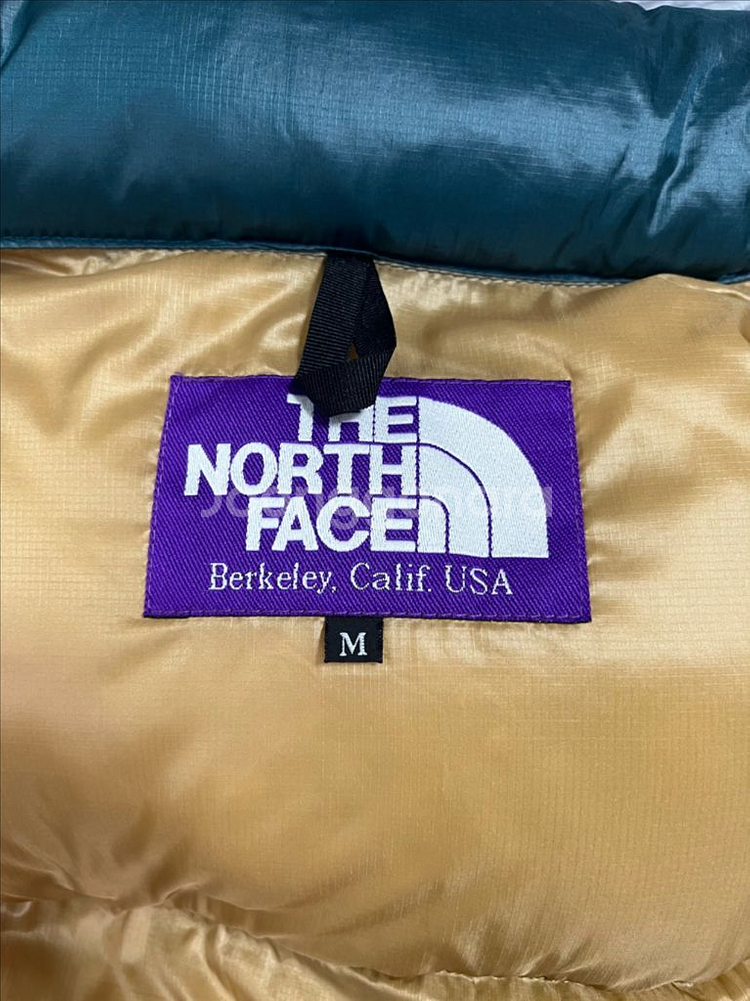 THE
NORTH
FACE
Berkeley, Calif. USA
M